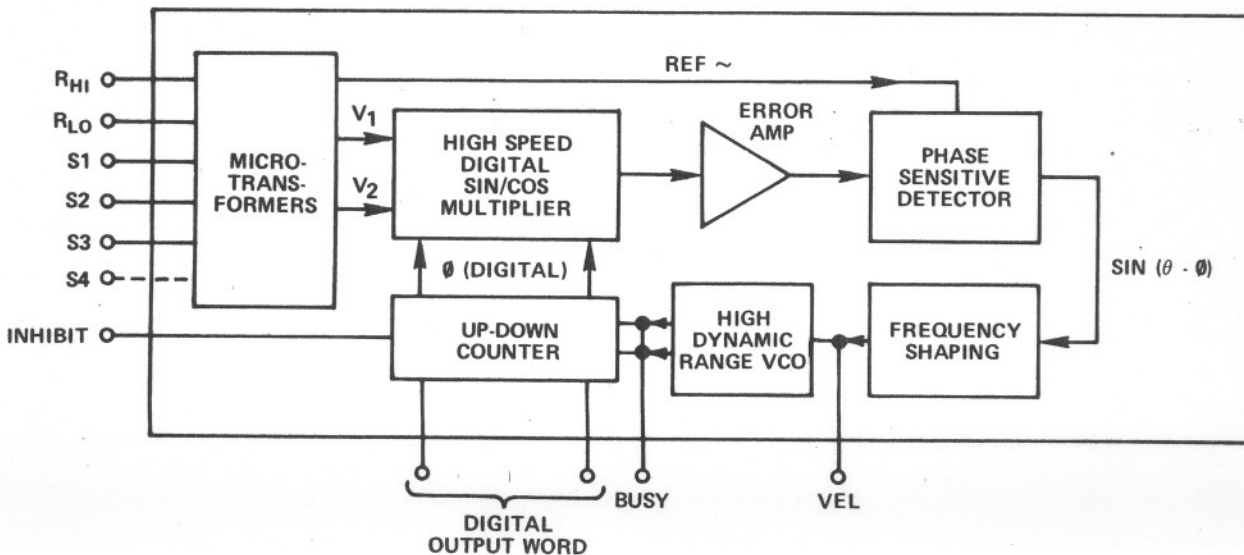 R_HI
R_LO
S1
S2
S3
S4
INHIBIT
MICRO-
TRANS-
FORMERS
REF ~
V1
V2
HIGH SPEED
DIGITAL
SIN/COS
MULTIPLIER
ERROR
AMP
PHASE
SENSITIVE
DETECTOR
SIN (θ - Ø)
Ø (DIGITAL)
UP-DOWN
COUNTER
HIGH
DYNAMIC
RANGE VCO
FREQUENCY
SHAPING
BUSY
VEL
DIGITAL
OUTPUT WORD